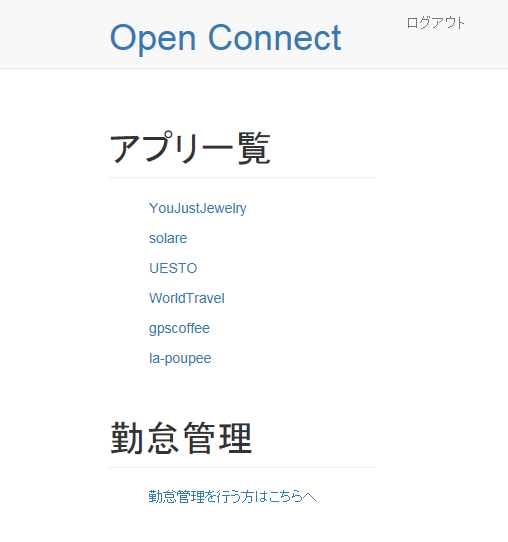 Open Connect
ログアウト
アプリ一覧
YouJustJewelry
solare
UESTO
WorldTravel
gpscoffee
la-poupee
勤怠管理
勤怠管理を行う方はこちらへ